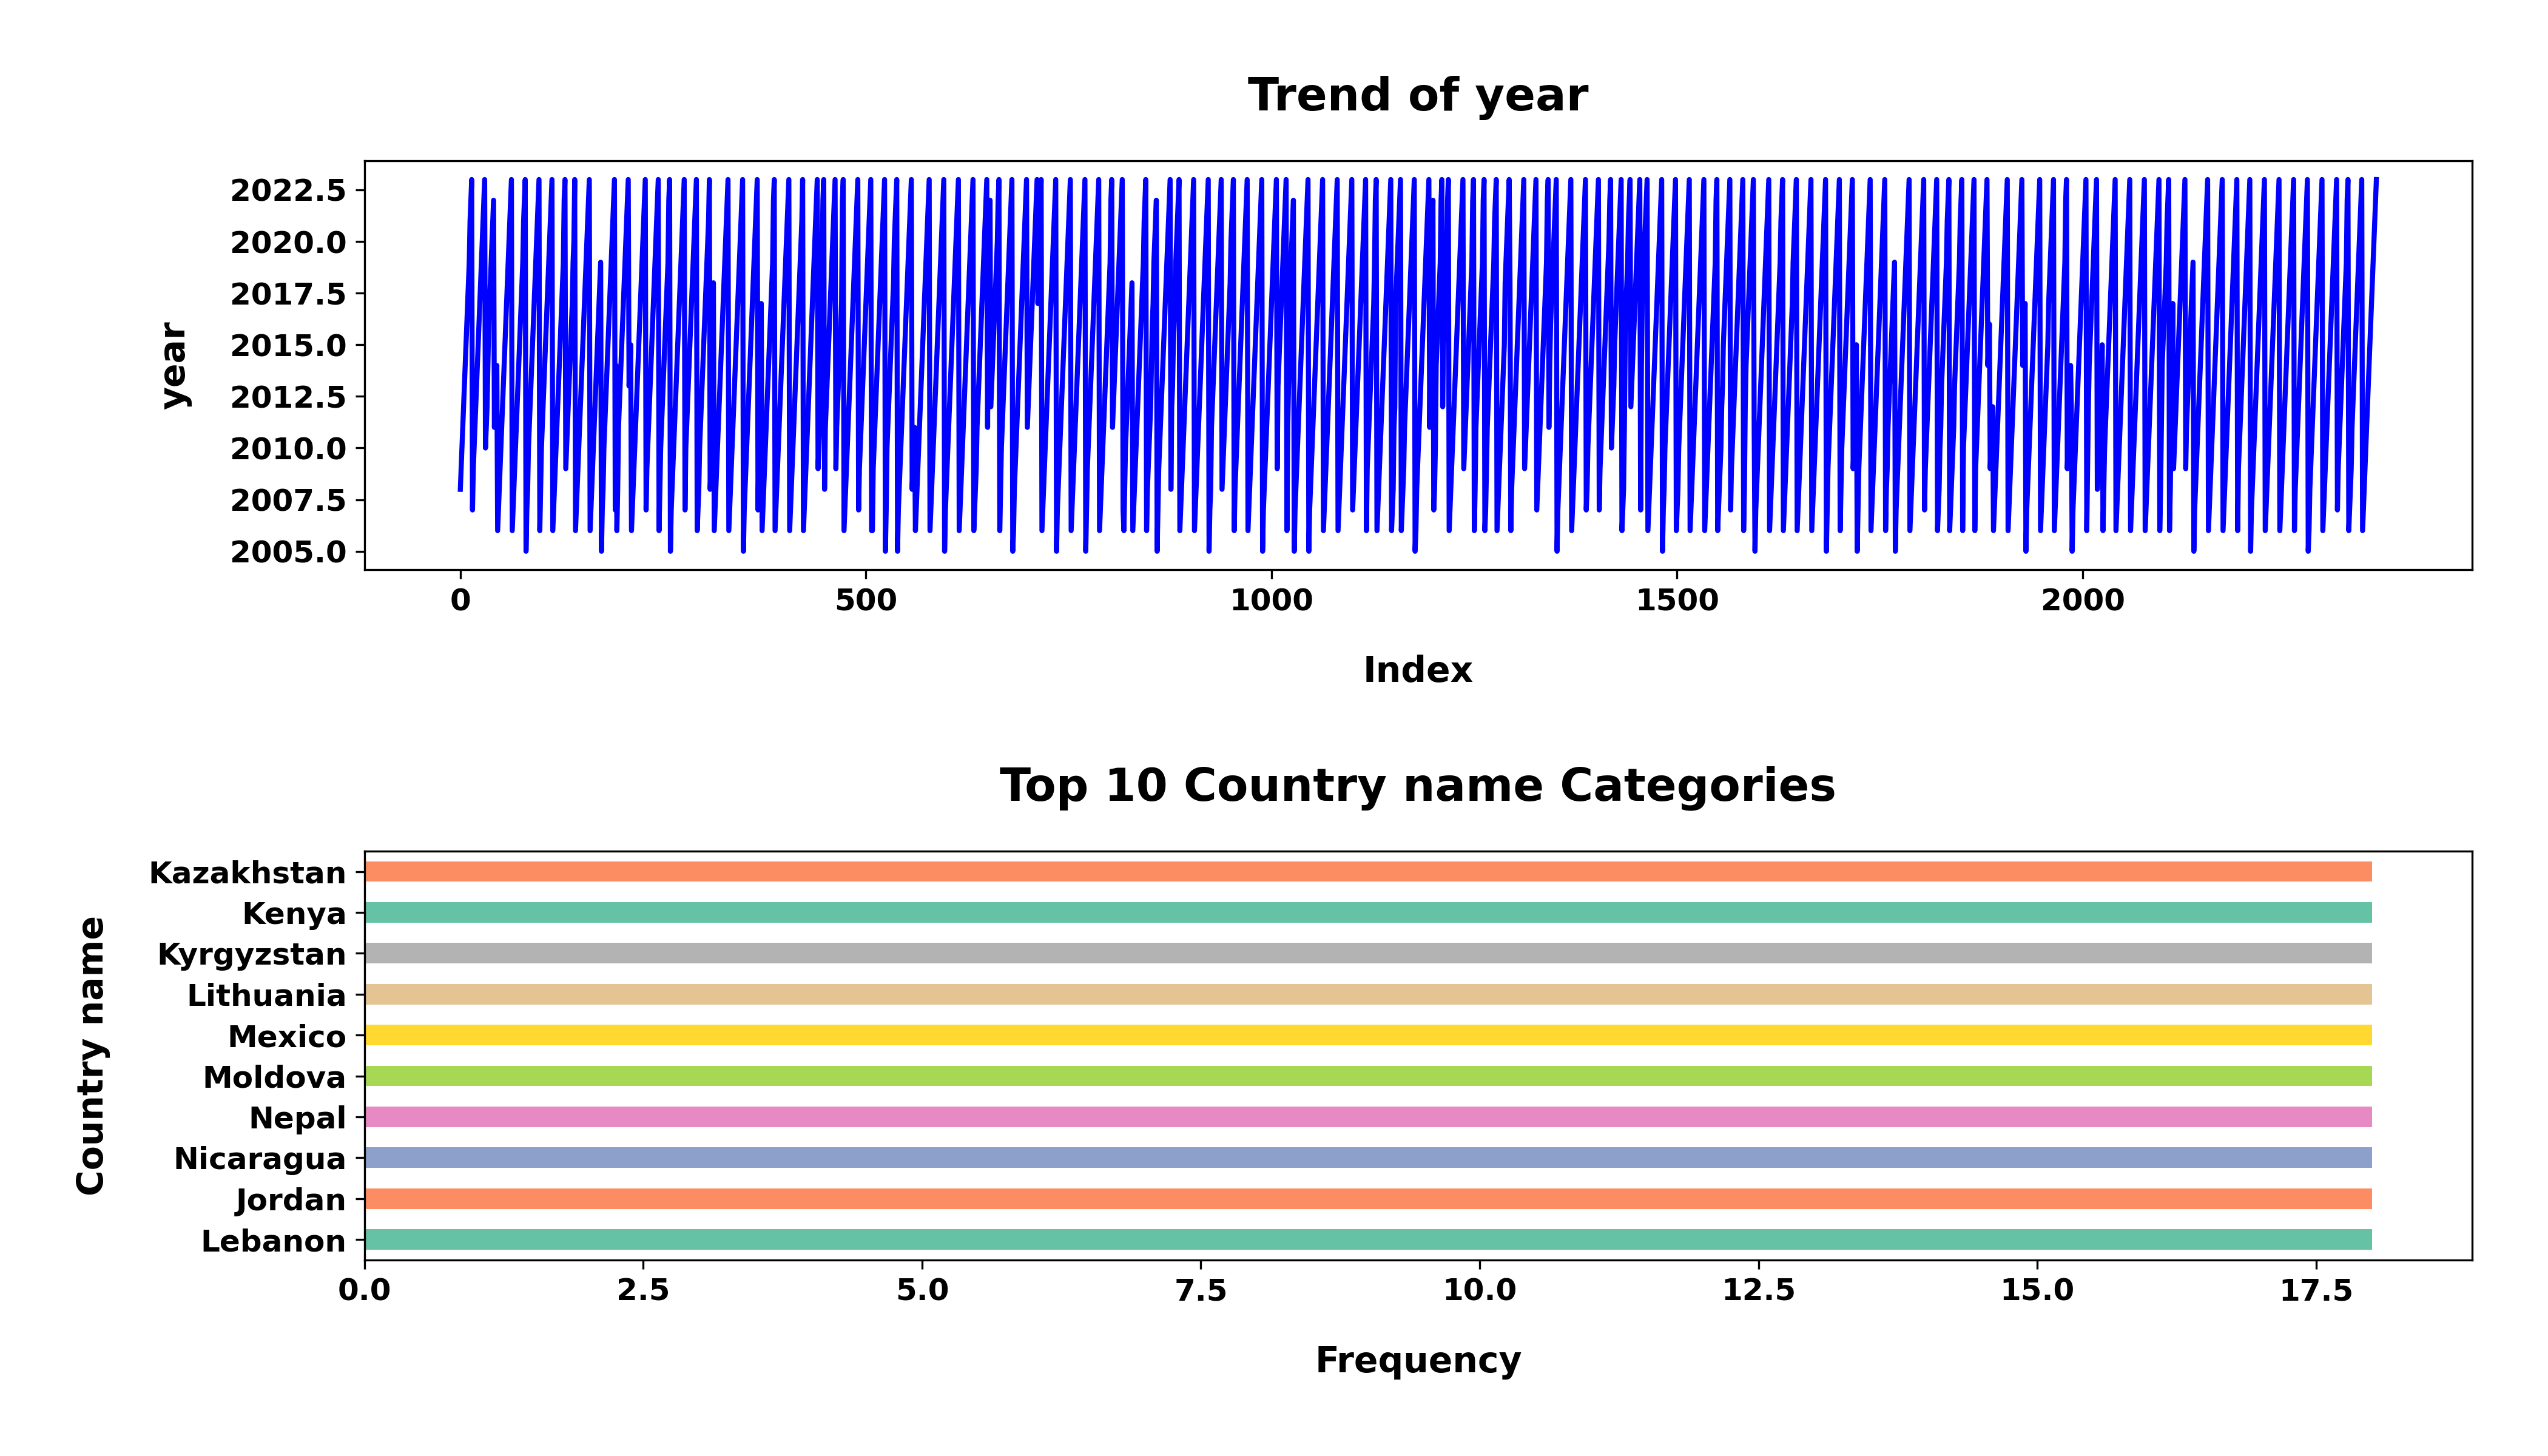 Trend of year
2022.5
2020.0
2017.5
2015.0
2012.5
2010.0
2007.5
2005.0
year
0 500 1000 1500 2000
Index
Top 10 Country name Categories
Kazakhstan
Kenya
Kyrgyzstan
Lithuania
Mexico
Moldova
Nepal
Nicaragua
Jordan
Lebanon
Country name
0.0 2.5 5.0 7.5 10.0 12.5 15.0 17.5
Frequency